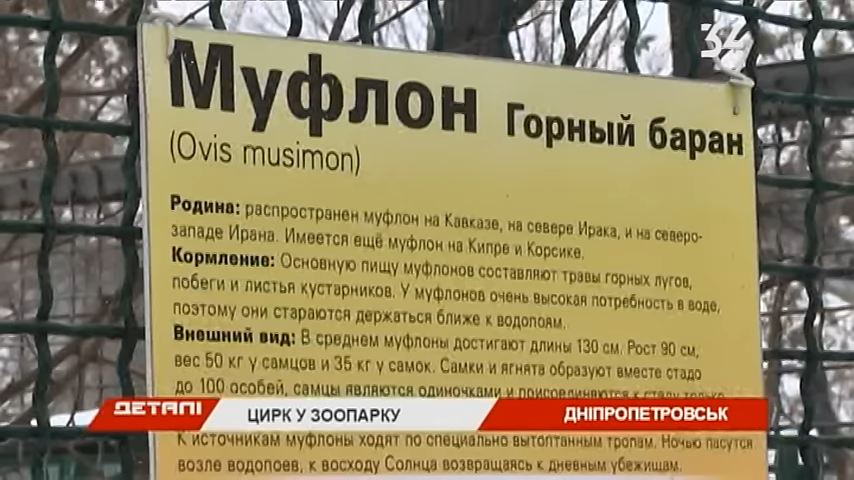 34
Муфлон Горный баран
(Ovis musimon)
Родина: распространен муфлон на Кавказе, на севере Ирака, и на северо-
западе Ирана. Имеется ещё муфлон на Кипре и Корсике.
Кормление: Основную пищу муфлонов составляют травы горных лугов,
побеги и листья кустарников. У муфлонов очень высокая потребность в воде,
поэтому они стараются держаться ближе к водопоям.
Внешний вид: В среднем муфлоны достигают длины 130 см. Рост 90 см,
вес 50 кг у самцов и 35 кг у самок. Самки и ягнята образуют вместе стадо
до 100 особей, самцы являются одиночками и присоединяются к стаду только
ДЕТАЛІ ЦИРК У ЗООПАРКУ ДНІПРОПЕТРОВСЬК
К источникам муфлоны ходят по специально вытоптанным тропам. Ночью пасутся
возле водопоев, к восходу Солнца возвращаясь к дневным убежищам.